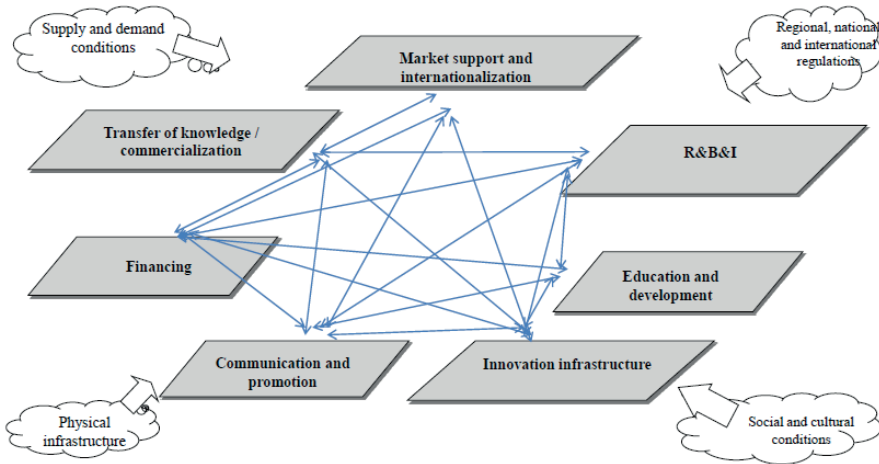 Supply and demand
conditions
Regional, national
and international
regulations
Market support and
internationalization
Transfer of knowledge /
commercialization
R&B&I
Financing
Education and
development
Communication and
promotion
Innovation infrastructure
Physical
infrastructure
Social and cultural
conditions